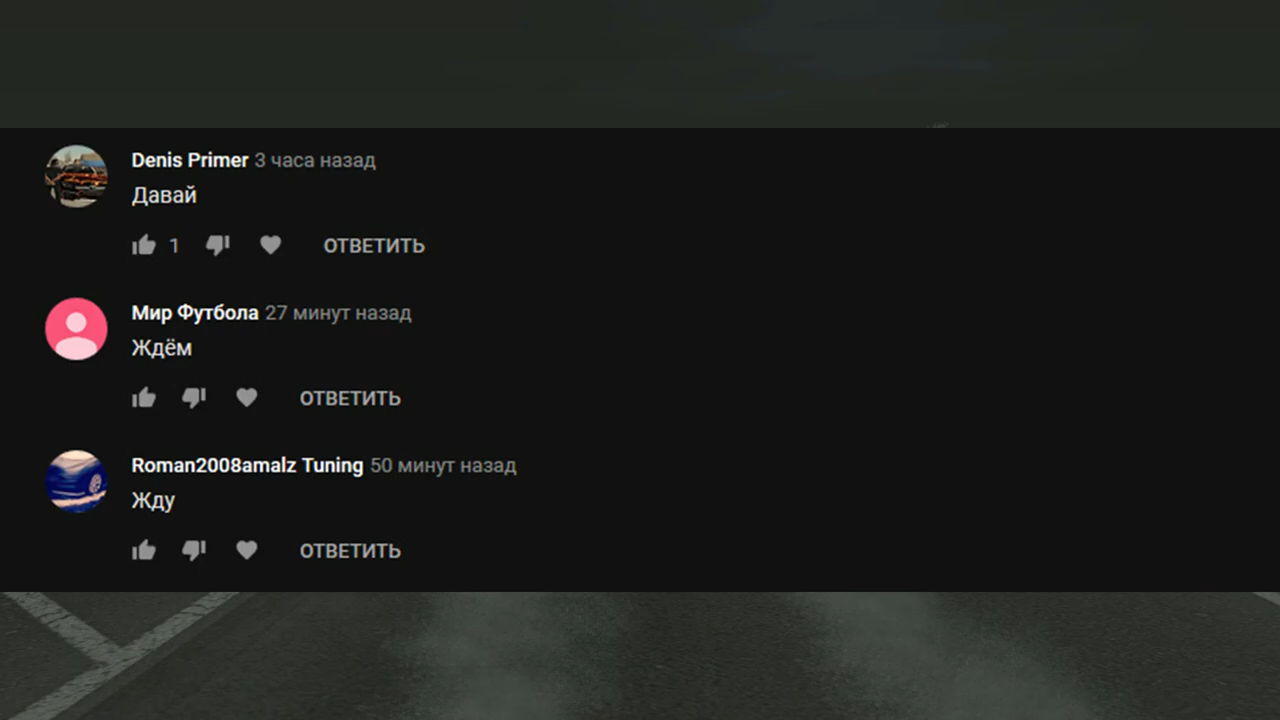 Denis Primer 3 часа назад
Давай
1 ОТВЕТИТЬ
Мир Футбола 27 минут назад
Ждём
ОТВЕТИТЬ
Roman2008amalz Tuning 50 минут назад
Жду
ОТВЕТИТЬ